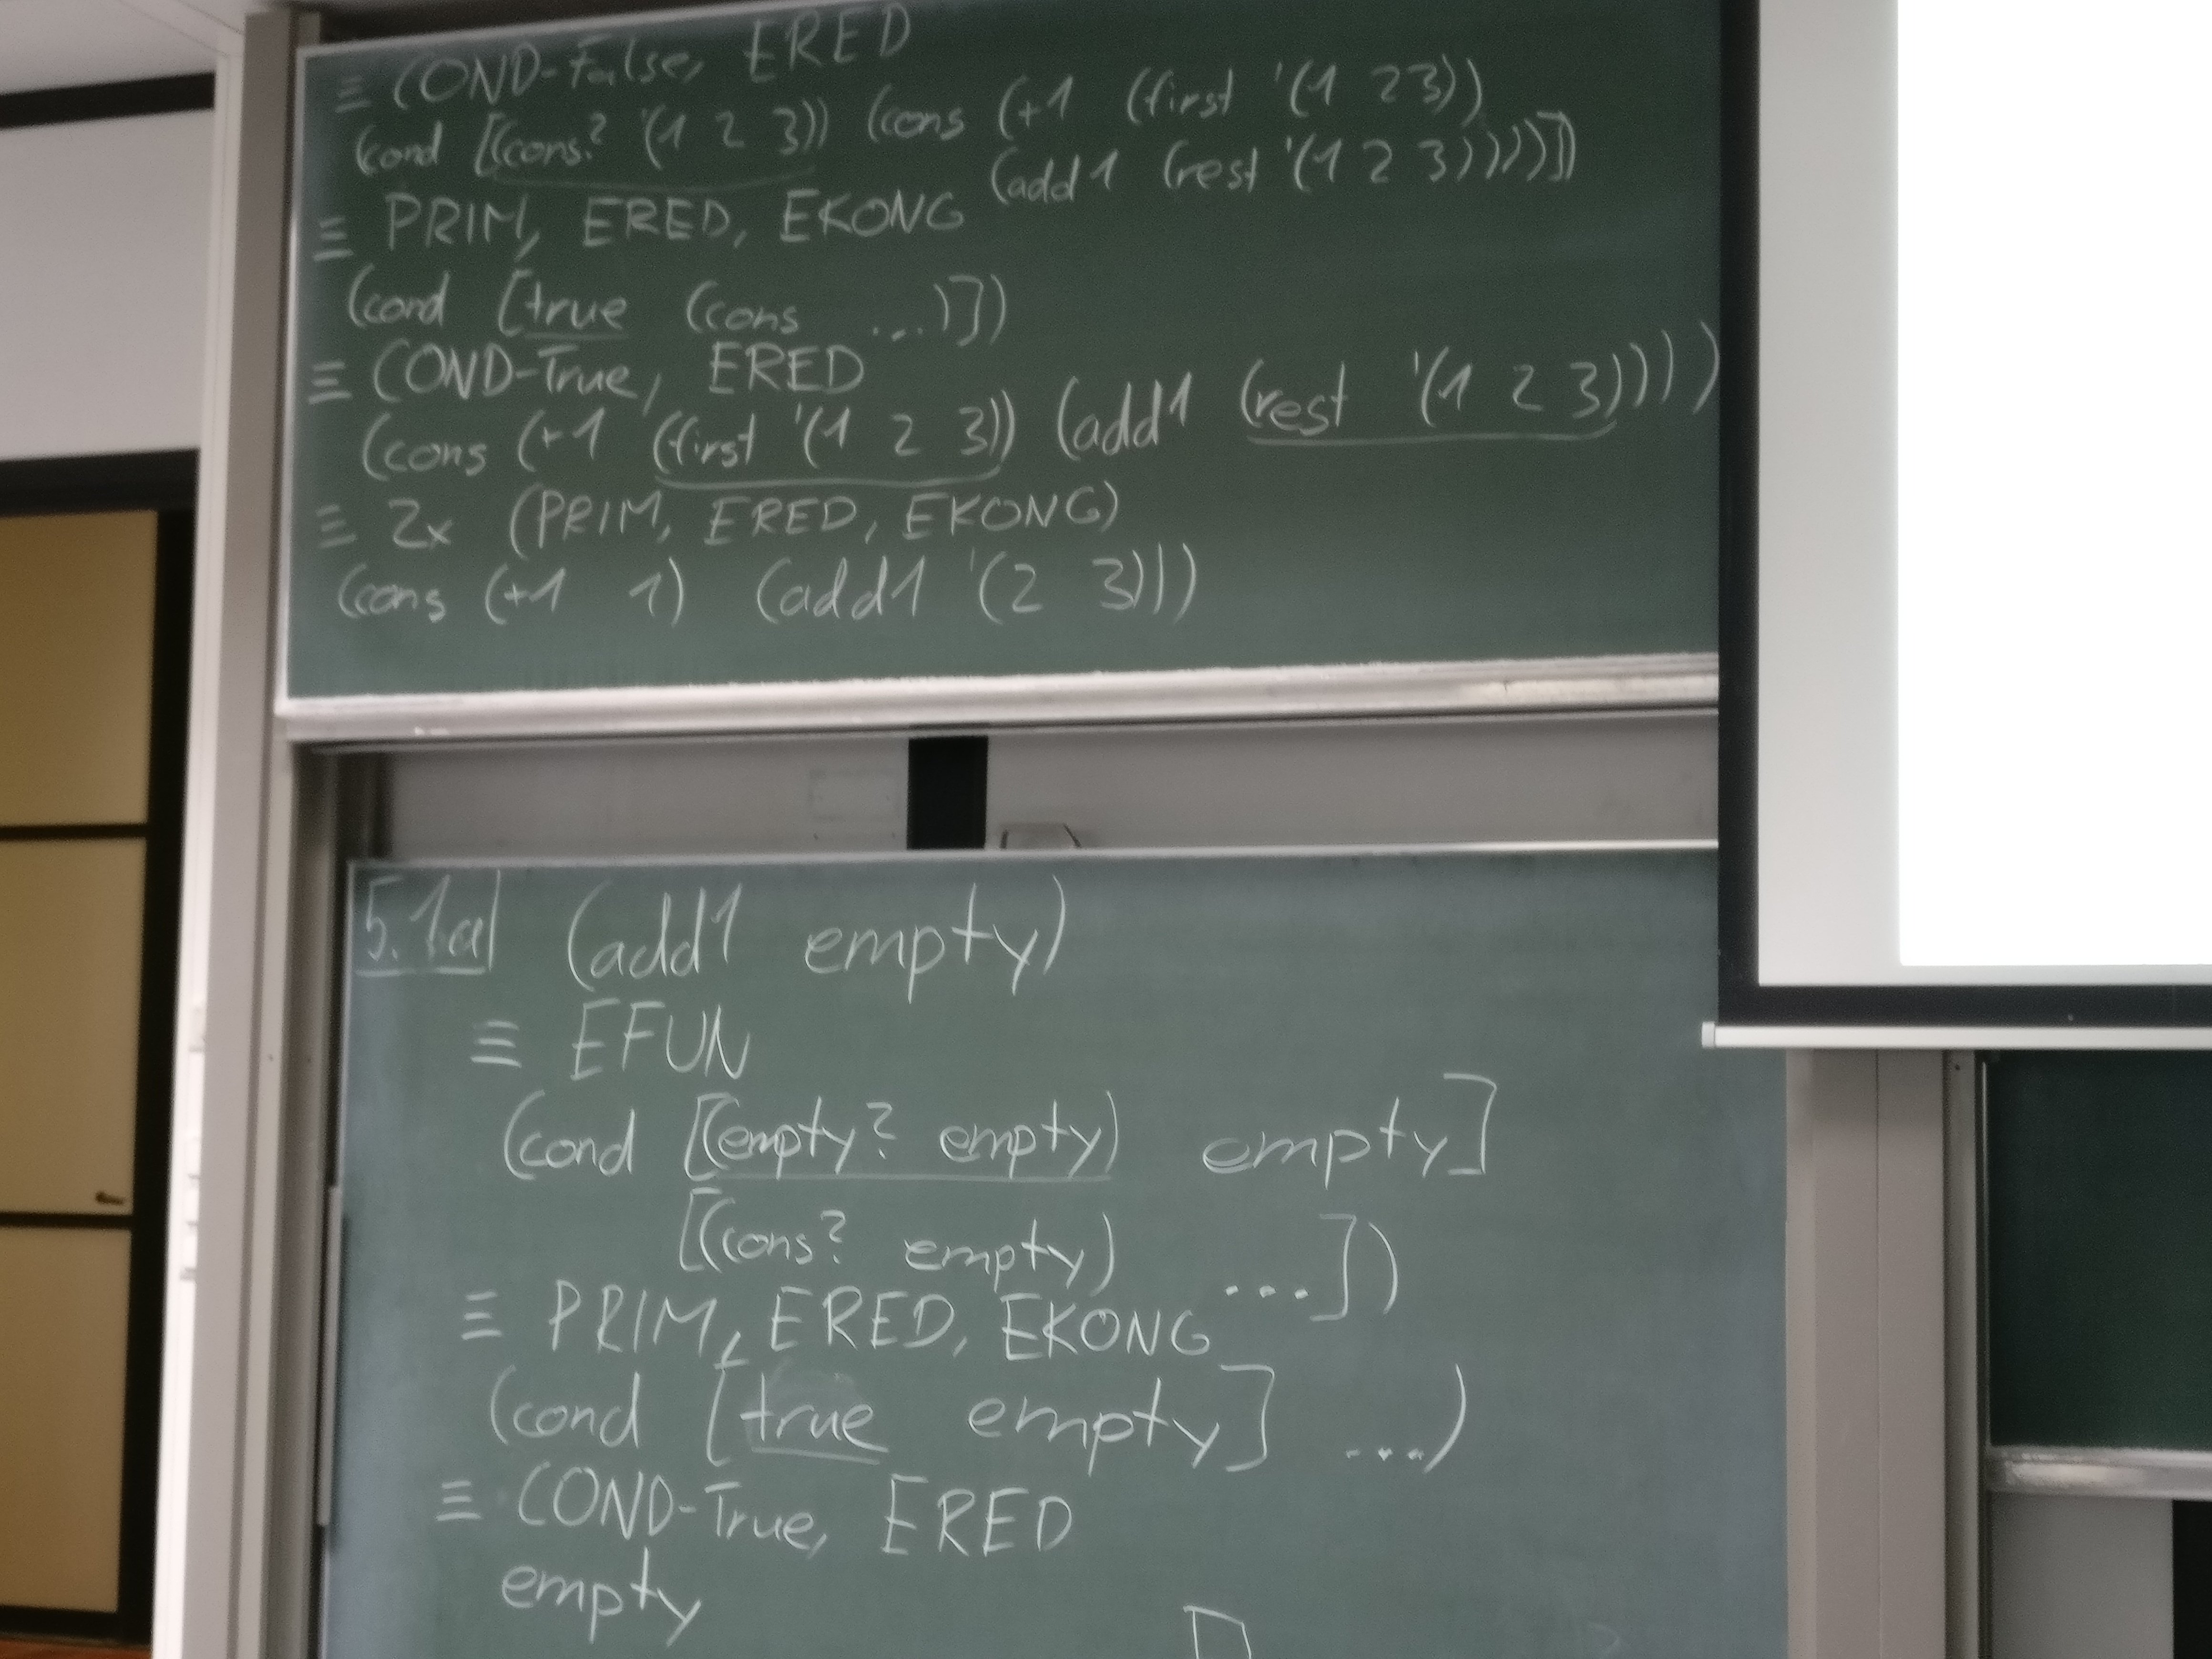 ≡ COND-False, ERED
(cond [(cons? '(1 2 3)) (cons (+1 (first '(1 2 3))
(add1 (rest '(1 2 3)))))])
≡ PRIM, ERED, EKONG
(cond [true (cons ...)])
≡ COND-True, ERED
(cons (+1 (first '(1 2 3)) (add1 (rest '(1 2 3))))
≡ 2x (PRIM, ERED, EKONG)
(cons (+1 1) (add1 '(2 3)))
5.1a) (add1 empty)
≡ EFUN
(cond [(empty? empty) empty]
[(cons? empty) ...])
≡ PRIM, ERED, EKONG
(cond [true empty] ...)
≡ COND-True, ERED
empty